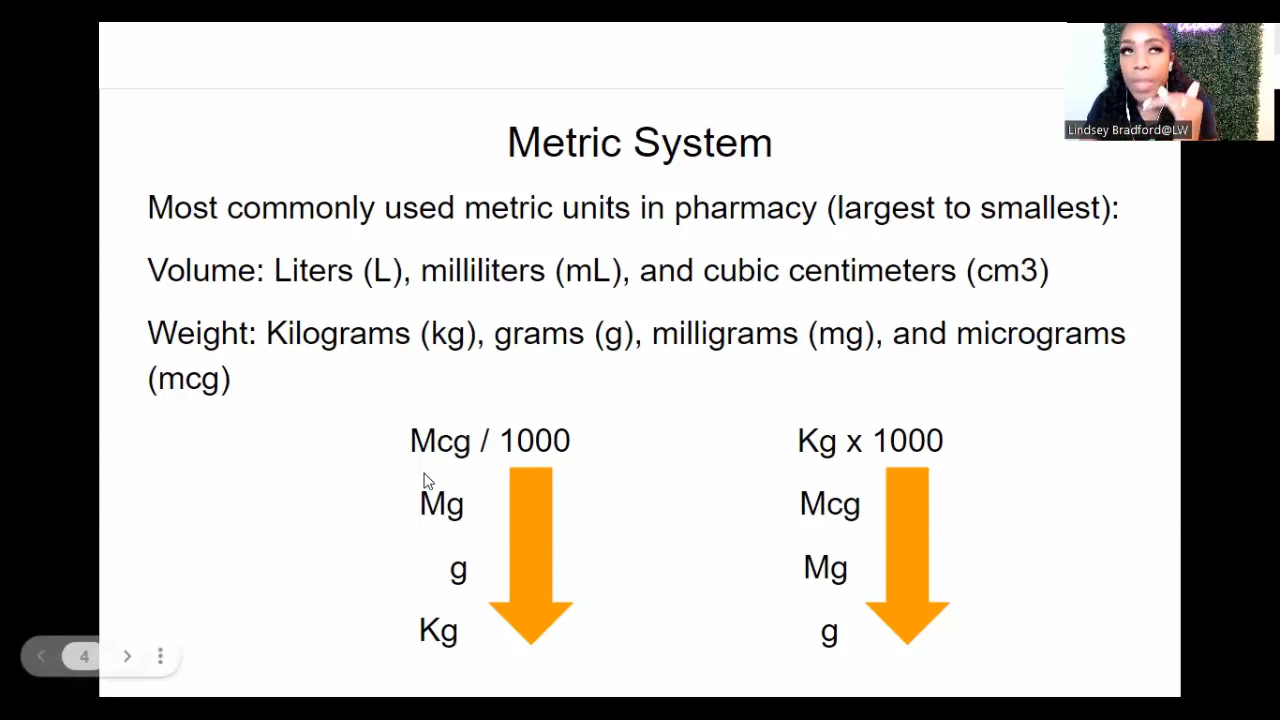 Lindsey Bradford@LW
Metric System
Most commonly used metric units in pharmacy (largest to smallest):
Volume: Liters (L), milliliters (mL), and cubic centimeters (cm3)
Weight: Kilograms (kg), grams (g), milligrams (mg), and micrograms
(mcg)
Mcg / 1000
Mg
g
Kg
Kg x 1000
Mcg
Mg
g
4